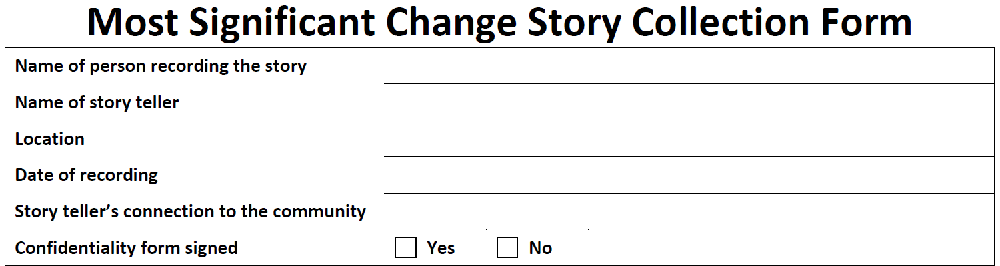 Most Significant Change Story Collection Form
Name of person recording the story
Name of story teller
Location
Date of recording
Story teller’s connection to the community
Confidentiality form signed Yes No